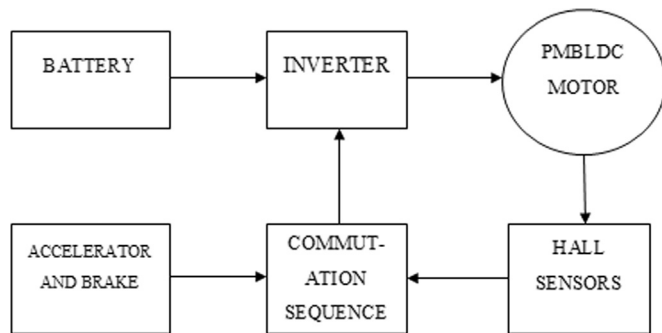 BATTERY
INVERTER
PMBLDC
MOTOR
ACCELERATOR
AND BRAKE
COMMUT-
ATION
SEQUENCE
HALL
SENSORS